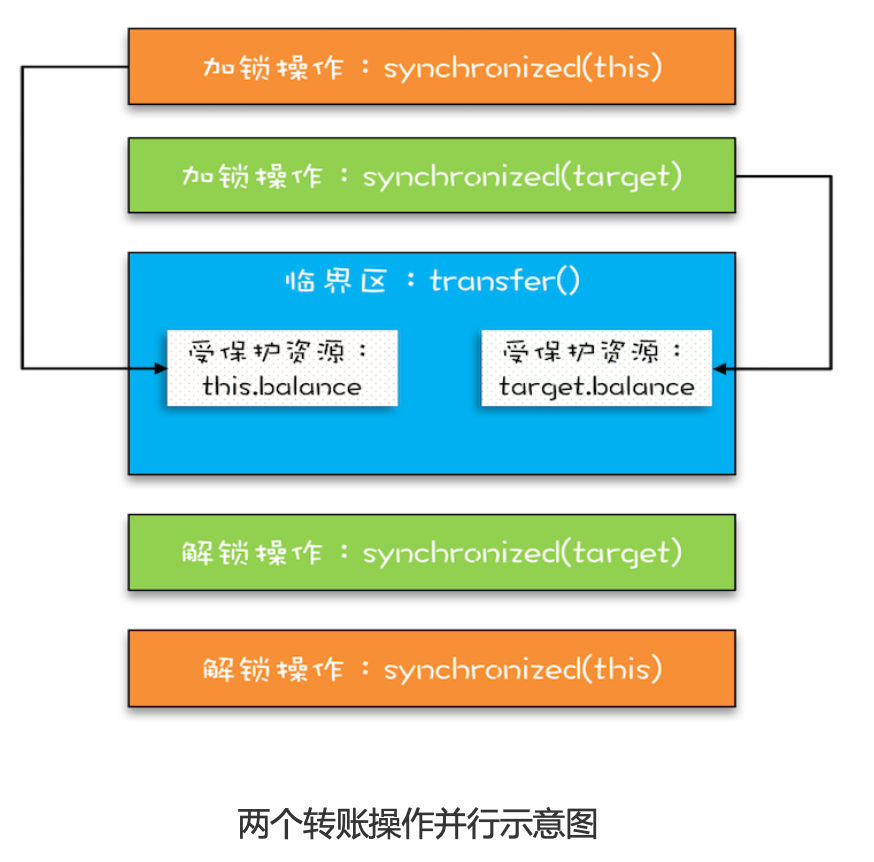 加锁操作：synchronized(this)
加锁操作：synchronized(target)
临界区：transfer()
受保护资源：
this.balance
受保护资源：
target.balance
解锁操作：synchronized(target)
解锁操作：synchronized(this)
两个转账操作并行示意图